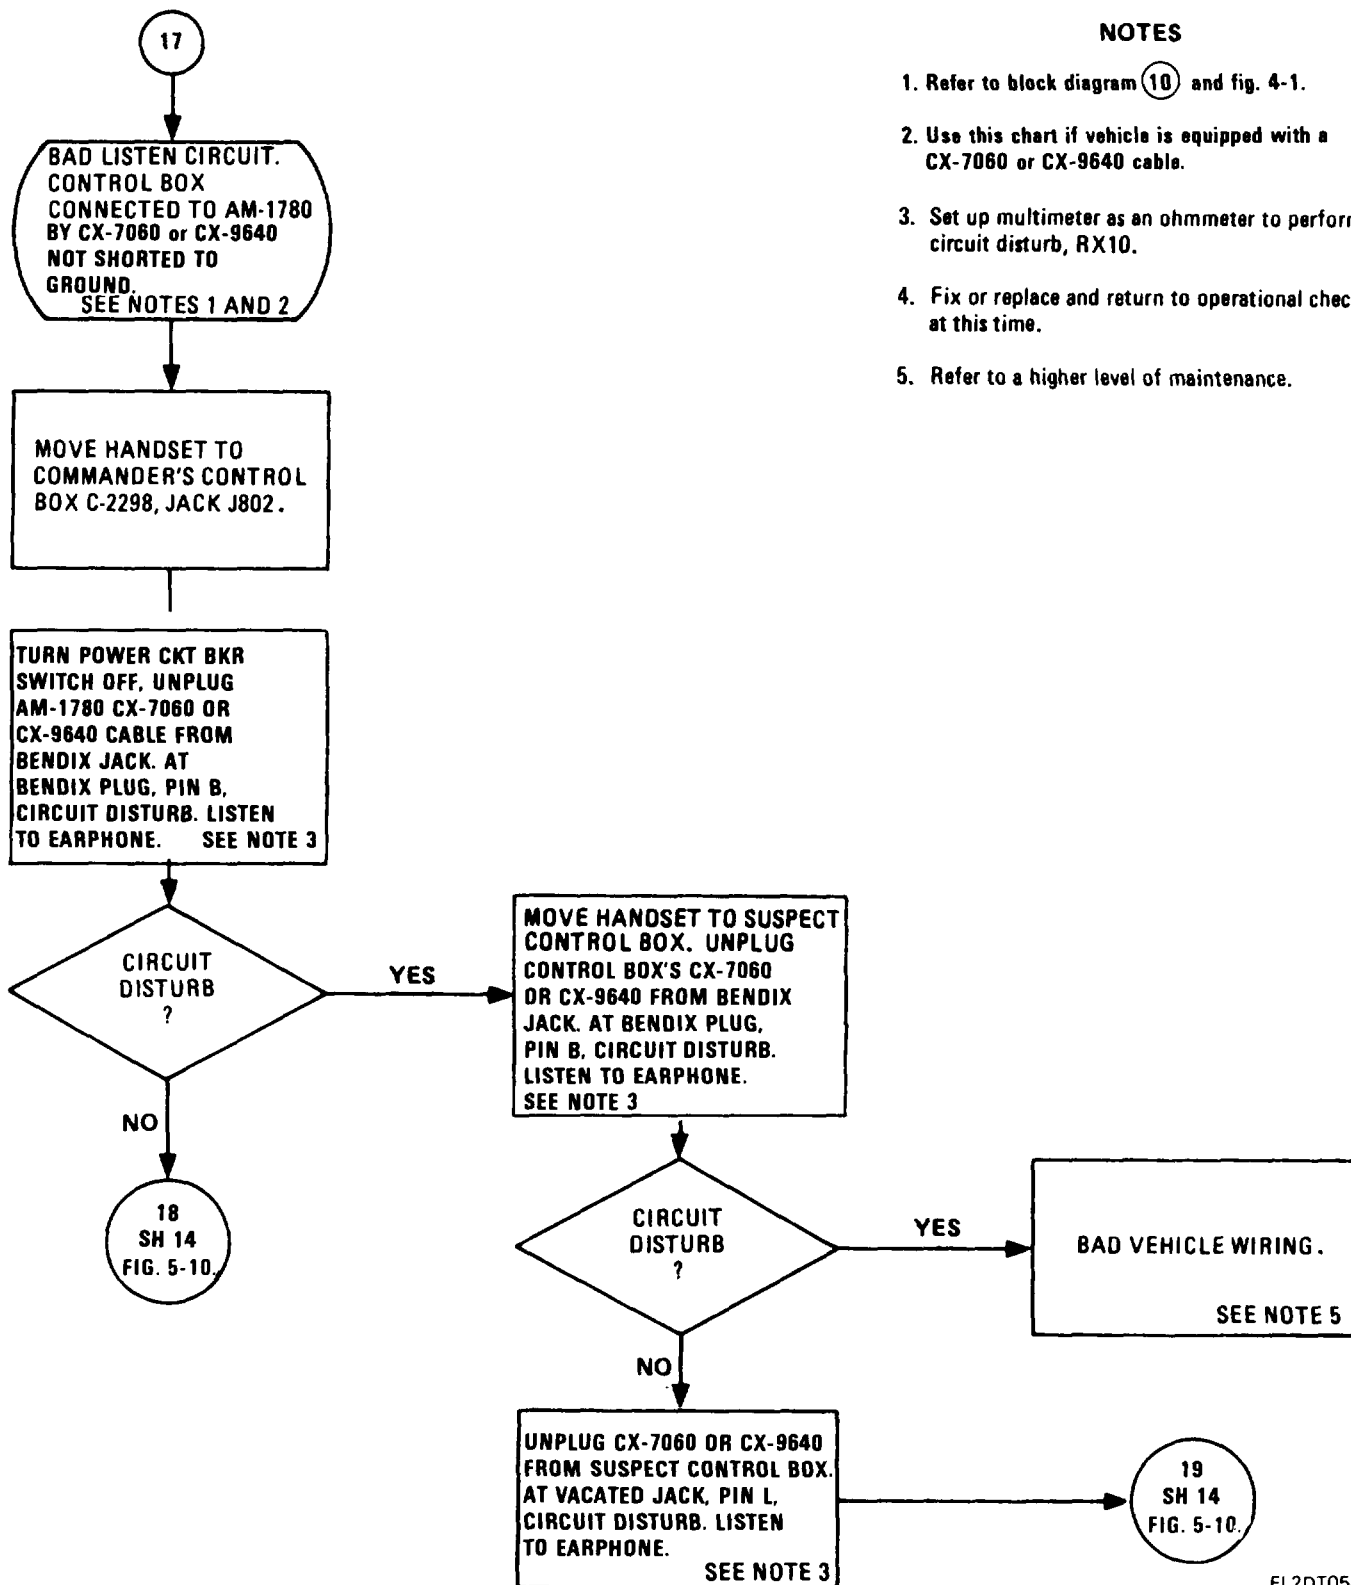 17
BAD LISTEN CIRCUIT.
CONTROL BOX
CONNECTED TO AM-1780
BY CX-7060 or CX-9640
NOT SHORTED TO
GROUND.
SEE NOTES 1 AND 2
MOVE HANDSET TO
COMMANDER'S CONTROL
BOX C-2298, JACK J802.
TURN POWER CKT BKR
SWITCH OFF, UNPLUG
AM-1780 CX-7060 OR
CX-9640 CABLE FROM
BENDIX JACK. AT
BENDIX PLUG, PIN B,
CIRCUIT DISTURB. LISTEN
TO EARPHONE. SEE NOTE 3
CIRCUIT
DISTURB
?
YES
NO
18
SH 14
FIG. 5-10.
MOVE HANDSET TO SUSPECT
CONTROL BOX. UNPLUG
CONTROL BOX'S CX-7060
OR CX-9640 FROM BENDIX
JACK. AT BENDIX PLUG,
PIN B, CIRCUIT DISTURB.
LISTEN TO EARPHONE.
SEE NOTE 3
CIRCUIT
DISTURB
?
YES
BAD VEHICLE WIRING.
SEE NOTE 5
NO
UNPLUG CX-7060 OR CX-9640
FROM SUSPECT CONTROL BOX.
AT VACATED JACK, PIN L,
CIRCUIT DISTURB. LISTEN
TO EARPHONE.
SEE NOTE 3
19
SH 14
FIG. 5-10.
NOTES
1. Refer to block diagram 10 and fig. 4-1.
2. Use this chart if vehicle is equipped with a
CX-7060 or CX-9640 cable.
3. Set up multimeter as an ohmmeter to perfor
circuit disturb, RX10.
4. Fix or replace and return to operational chec
at this time.
5. Refer to a higher level of maintenance.